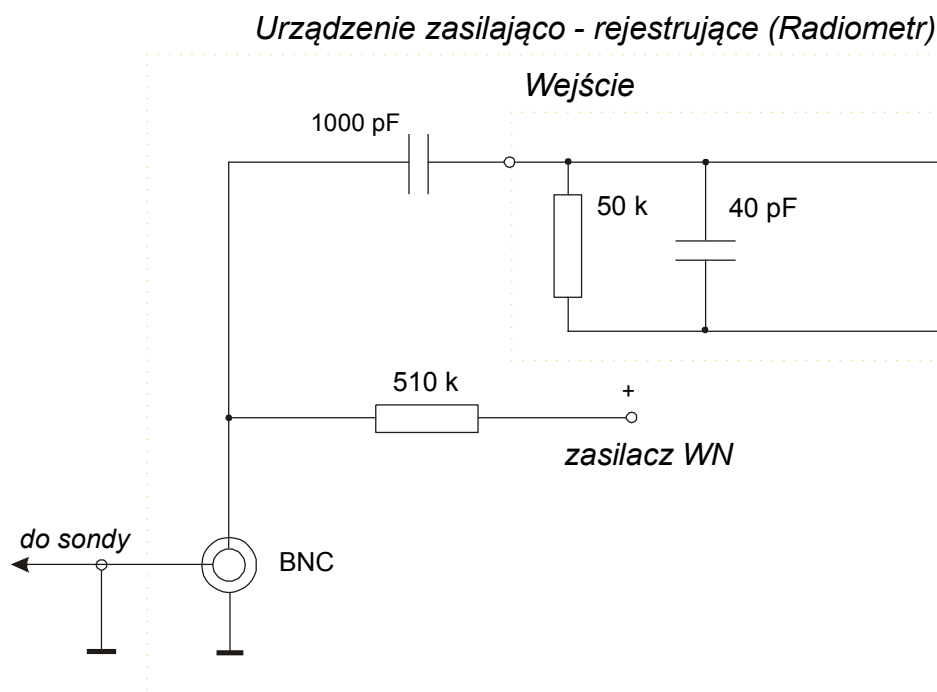 Urządzenie zasilająco - rejestrujące (Radiometr)
Wejście
1000 pF
50 k
40 pF
510 k
+
zasilacz WN
do sondy
BNC